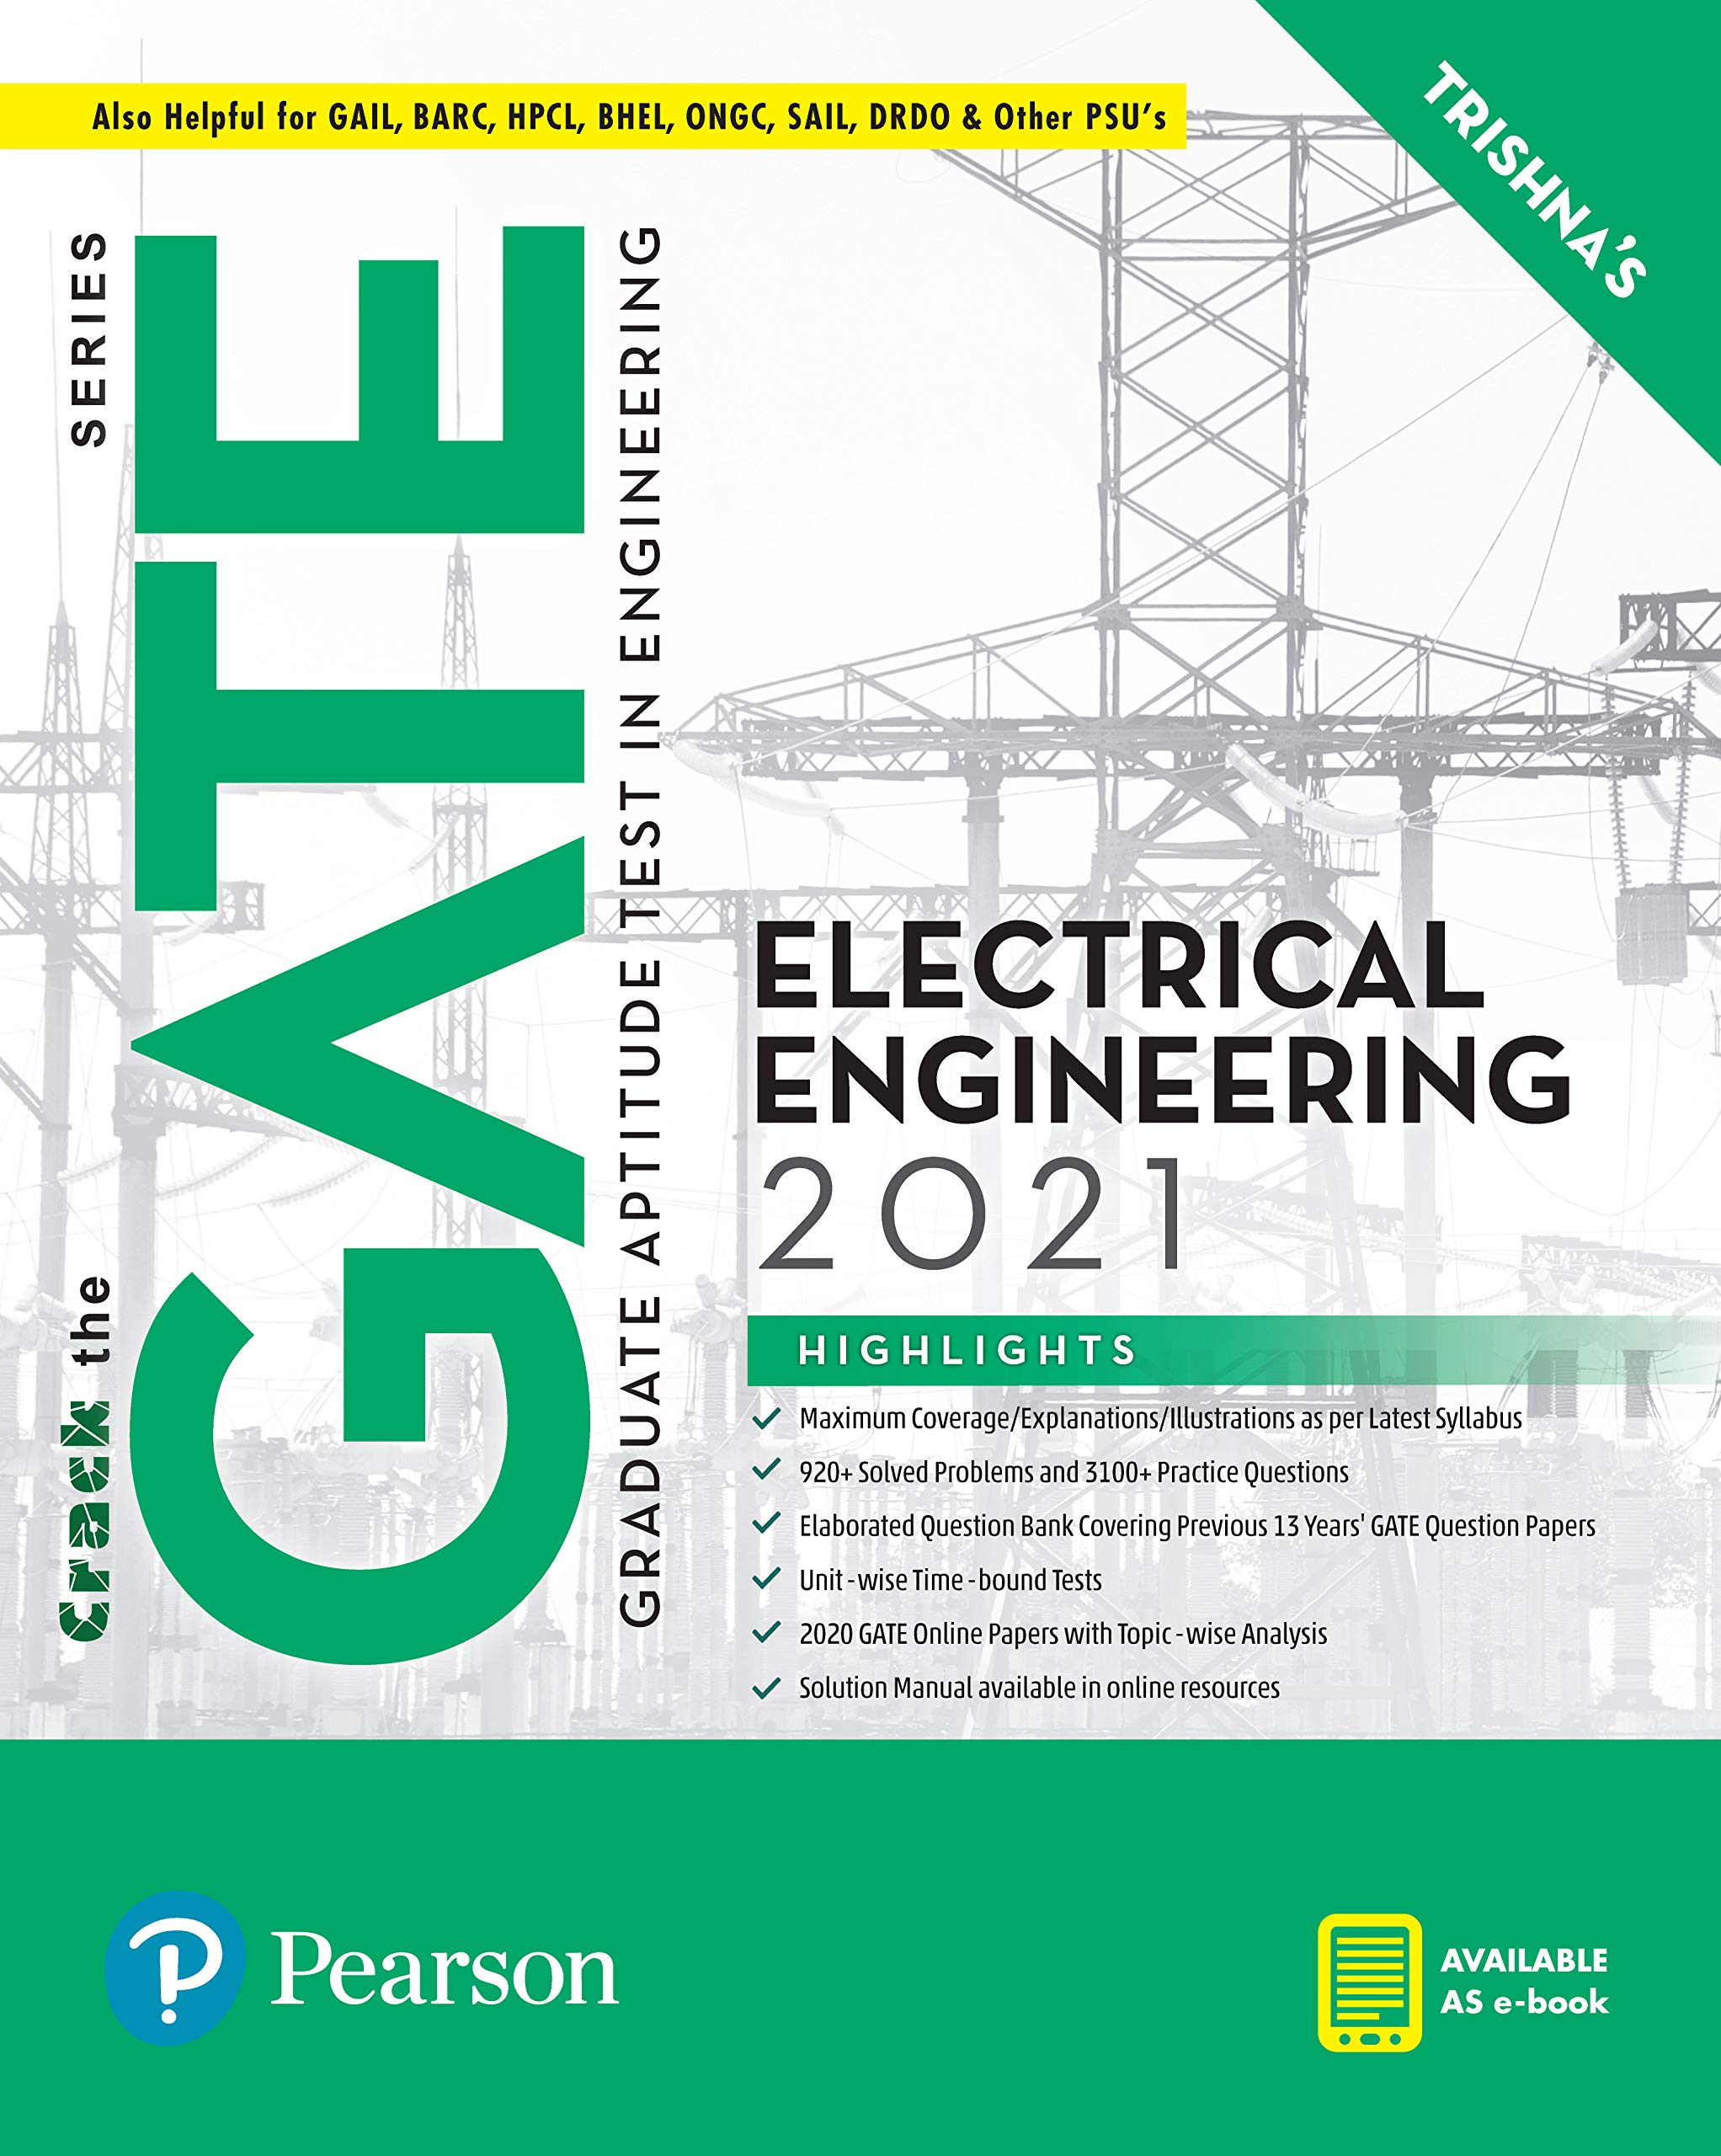 Also Helpful for GAIL, BARC, HPCL, BHEL, ONGC, SAIL, DRDO & Other PSU's
TRISHNA'S
Crack the
SERIES
GATE
GRADUATE APTITUDE TEST IN ENGINEERING
ELECTRICAL
ENGINEERING
2021
HIGHLIGHTS
Maximum Coverage/Explanations/Illustrations as per Latest Syllabus
920+ Solved Problems and 3100+ Practice Questions
Elaborated Question Bank Covering Previous 13 Years' GATE Question Papers
Unit-wise Time-bound Tests
2020 GATE Online Papers with Topic-wise Analysis
Solution Manual available in online resources
Pearson
AVAILABLE
AS e-book